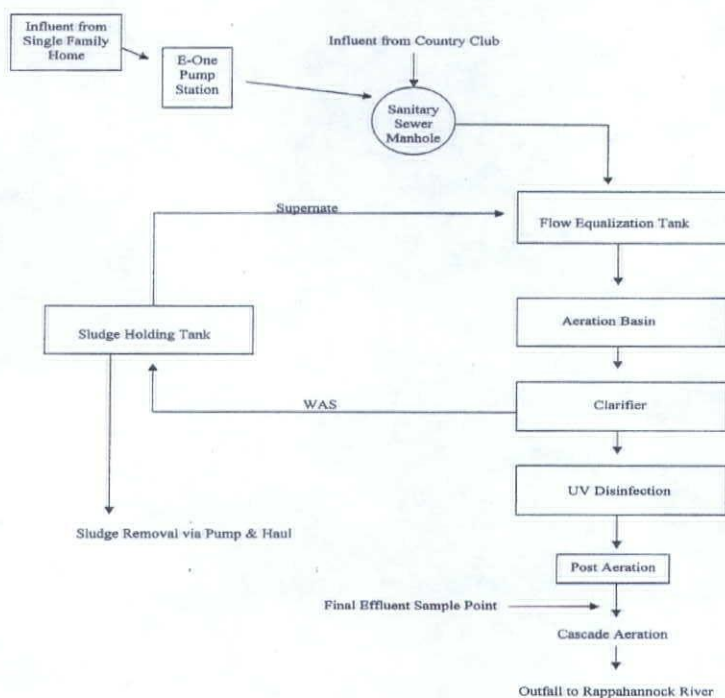 Influent from
Single Family
Home
E-One
Pump
Station
Influent from Country Club
Sanitary
Sewer
Manhole
Supernate
Flow Equalization Tank
Sludge Holding Tank
Aeration Basin
WAS
Clarifier
UV Disinfection
Sludge Removal via Pump & Haul
Post Aeration
Final Effluent Sample Point
Cascade Aeration
Outfall to Rappahannock River